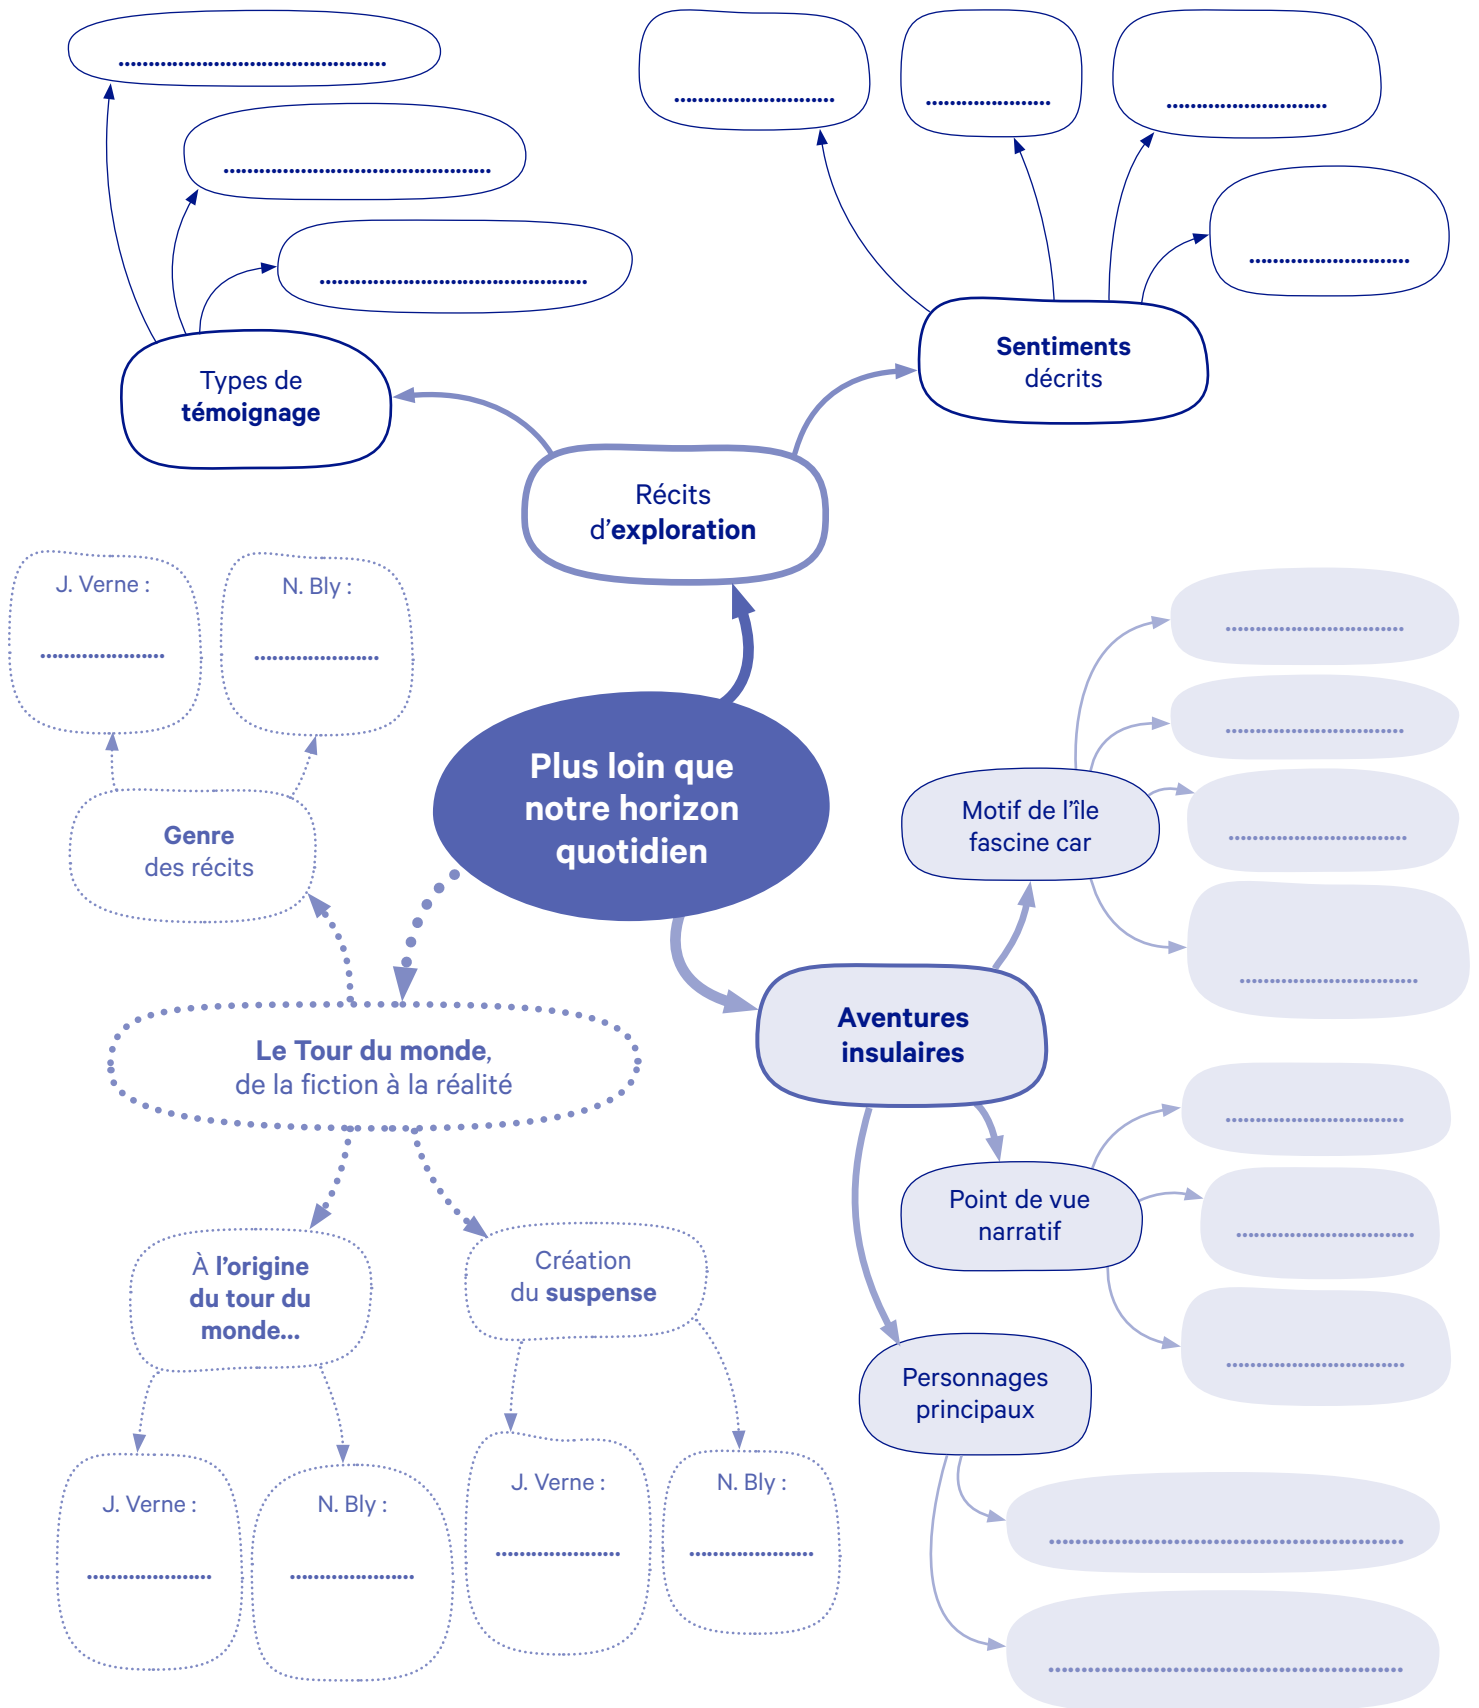 Sentiments
décrits
Types de
témoignage
Récits
d’exploration
J. Verne :
N. Bly :
Plus loin que
notre horizon
quotidien
Genre
des récits
Motif de l’île
fascine car
Le Tour du monde,
de la fiction à la réalité
Aventures
insulaires
Point de vue
narratif
À l’origine
du tour du
monde...
Création
du suspense
Personnages
principaux
J. Verne :
N. Bly :
J. Verne :
N. Bly :